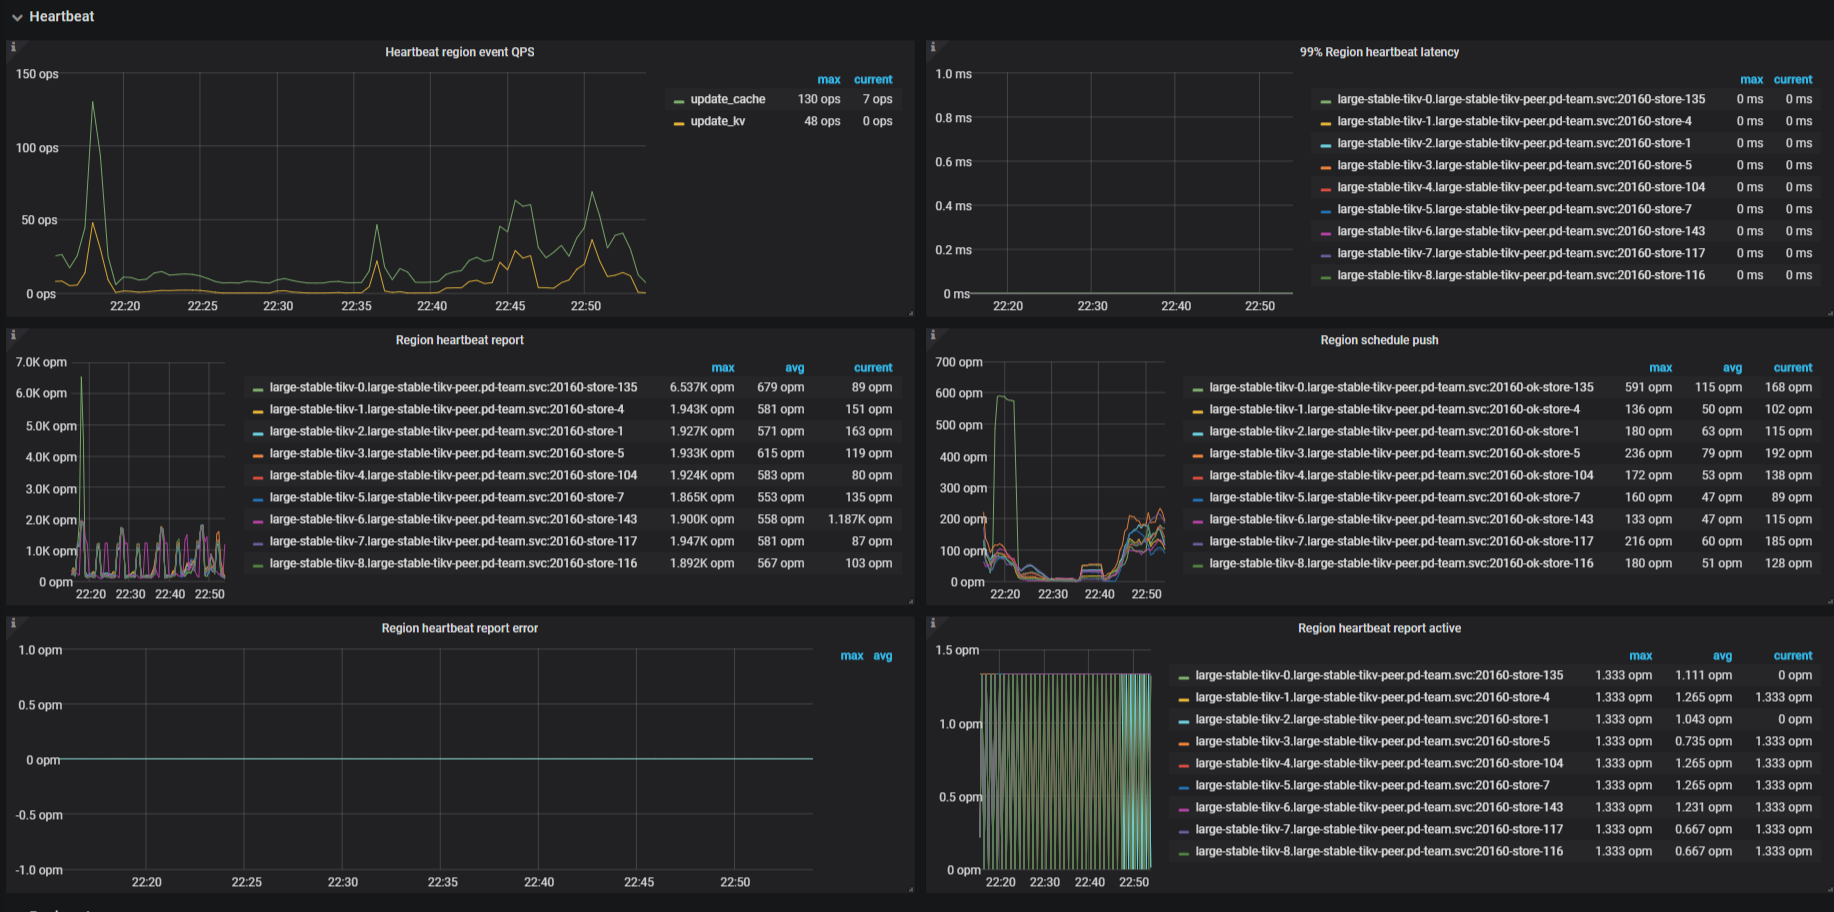 Heartbeat
Heartbeat region event QPS
150 ops
100 ops
50 ops
0 ops
22:20 22:25 22:30 22:35 22:40 22:45 22:50
max current
update_cache 130 ops 7 ops
update_kv 48 ops 0 ops
99% Region heartbeat latency
1.0 ms
0.8 ms
0.6 ms
0.4 ms
0.2 ms
0 ms
22:20 22:30 22:40 22:50
max current
large-stable-tikv-0.large-stable-tikv-peer.pd-team.svc:20160-store-135 0 ms 0 ms
large-stable-tikv-1.large-stable-tikv-peer.pd-team.svc:20160-store-4 0 ms 0 ms
large-stable-tikv-2.large-stable-tikv-peer.pd-team.svc:20160-store-1 0 ms 0 ms
large-stable-tikv-3.large-stable-tikv-peer.pd-team.svc:20160-store-5 0 ms 0 ms
large-stable-tikv-4.large-stable-tikv-peer.pd-team.svc:20160-store-104 0 ms 0 ms
large-stable-tikv-5.large-stable-tikv-peer.pd-team.svc:20160-store-7 0 ms 0 ms
large-stable-tikv-6.large-stable-tikv-peer.pd-team.svc:20160-store-143 0 ms 0 ms
large-stable-tikv-7.large-stable-tikv-peer.pd-team.svc:20160-store-117 0 ms 0 ms
large-stable-tikv-8.large-stable-tikv-peer.pd-team.svc:20160-store-116 0 ms 0 ms
Region heartbeat report
7.0K opm
6.0K opm
5.0K opm
4.0K opm
3.0K opm
2.0K opm
1.0K opm
0 opm
22:20 22:30 22:40 22:50
max avg current
large-stable-tikv-0.large-stable-tikv-peer.pd-team.svc:20160-store-135 6.537K opm 679 opm 89 opm
large-stable-tikv-1.large-stable-tikv-peer.pd-team.svc:20160-store-4 1.943K opm 581 opm 151 opm
large-stable-tikv-2.large-stable-tikv-peer.pd-team.svc:20160-store-1 1.927K opm 571 opm 163 opm
large-stable-tikv-3.large-stable-tikv-peer.pd-team.svc:20160-store-5 1.933K opm 615 opm 119 opm
large-stable-tikv-4.large-stable-tikv-peer.pd-team.svc:20160-store-104 1.924K opm 583 opm 80 opm
large-stable-tikv-5.large-stable-tikv-peer.pd-team.svc:20160-store-7 1.865K opm 553 opm 135 opm
large-stable-tikv-6.large-stable-tikv-peer.pd-team.svc:20160-store-143 1.900K opm 558 opm 1.187K opm
large-stable-tikv-7.large-stable-tikv-peer.pd-team.svc:20160-store-117 1.947K opm 581 opm 87 opm
large-stable-tikv-8.large-stable-tikv-peer.pd-team.svc:20160-store-116 1.892K opm 567 opm 103 opm
Region schedule push
700 opm
600 opm
500 opm
400 opm
300 opm
200 opm
100 opm
0 opm
22:20 22:30 22:40 22:50
max avg current
large-stable-tikv-0.large-stable-tikv-peer.pd-team.svc:20160-ok-store-135 591 opm 115 opm 168 opm
large-stable-tikv-1.large-stable-tikv-peer.pd-team.svc:20160-ok-store-4 136 opm 50 opm 102 opm
large-stable-tikv-2.large-stable-tikv-peer.pd-team.svc:20160-ok-store-1 180 opm 63 opm 115 opm
large-stable-tikv-3.large-stable-tikv-peer.pd-team.svc:20160-ok-store-5 236 opm 79 opm 192 opm
large-stable-tikv-4.large-stable-tikv-peer.pd-team.svc:20160-ok-store-104 172 opm 53 opm 138 opm
large-stable-tikv-5.large-stable-tikv-peer.pd-team.svc:20160-ok-store-7 160 opm 47 opm 89 opm
large-stable-tikv-6.large-stable-tikv-peer.pd-team.svc:20160-ok-store-143 133 opm 47 opm 115 opm
large-stable-tikv-7.large-stable-tikv-peer.pd-team.svc:20160-ok-store-117 216 opm 60 opm 185 opm
large-stable-tikv-8.large-stable-tikv-peer.pd-team.svc:20160-ok-store-116 180 opm 51 opm 128 opm
Region heartbeat report error
1.0 opm
0.5 opm
0 opm
-0.5 opm
-1.0 opm
22:20 22:25 22:30 22:35 22:40 22:45 22:50
max avg
Region heartbeat report active
1.5 opm
1.0 opm
0.5 opm
0 opm
22:20 22:30 22:40 22:50
max avg current
large-stable-tikv-0.large-stable-tikv-peer.pd-team.svc:20160-store-135 1.333 opm 1.111 opm 0 opm
large-stable-tikv-1.large-stable-tikv-peer.pd-team.svc:20160-store-4 1.333 opm 1.265 opm 1.333 opm
large-stable-tikv-2.large-stable-tikv-peer.pd-team.svc:20160-store-1 1.333 opm 1.043 opm 0 opm
large-stable-tikv-3.large-stable-tikv-peer.pd-team.svc:20160-store-5 1.333 opm 0.735 opm 1.333 opm
large-stable-tikv-4.large-stable-tikv-peer.pd-team.svc:20160-store-104 1.333 opm 1.265 opm 1.333 opm
large-stable-tikv-5.large-stable-tikv-peer.pd-team.svc:20160-store-7 1.333 opm 1.265 opm 1.333 opm
large-stable-tikv-6.large-stable-tikv-peer.pd-team.svc:20160-store-143 1.333 opm 1.231 opm 1.333 opm
large-stable-tikv-7.large-stable-tikv-peer.pd-team.svc:20160-store-117 1.333 opm 0.667 opm 1.333 opm
large-stable-tikv-8.large-stable-tikv-peer.pd-team.svc:20160-store-116 1.333 opm 0.667 opm 1.333 opm